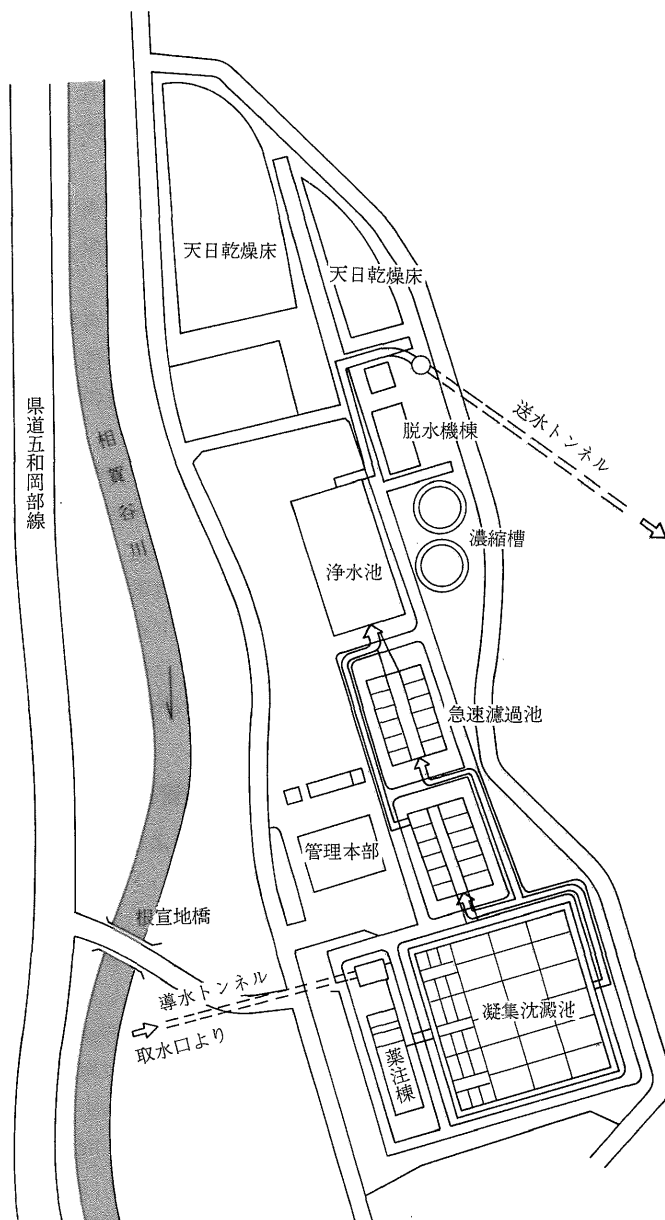 天日乾燥床
天日乾燥床
県道五和岡部線
相賀谷川
脱水機棟
送水トンネル
濃縮槽
浄水池
急速濾過池
管理本部
根宣地橋
導水トンネル
取水口より
凝集沈澱池
薬注棟